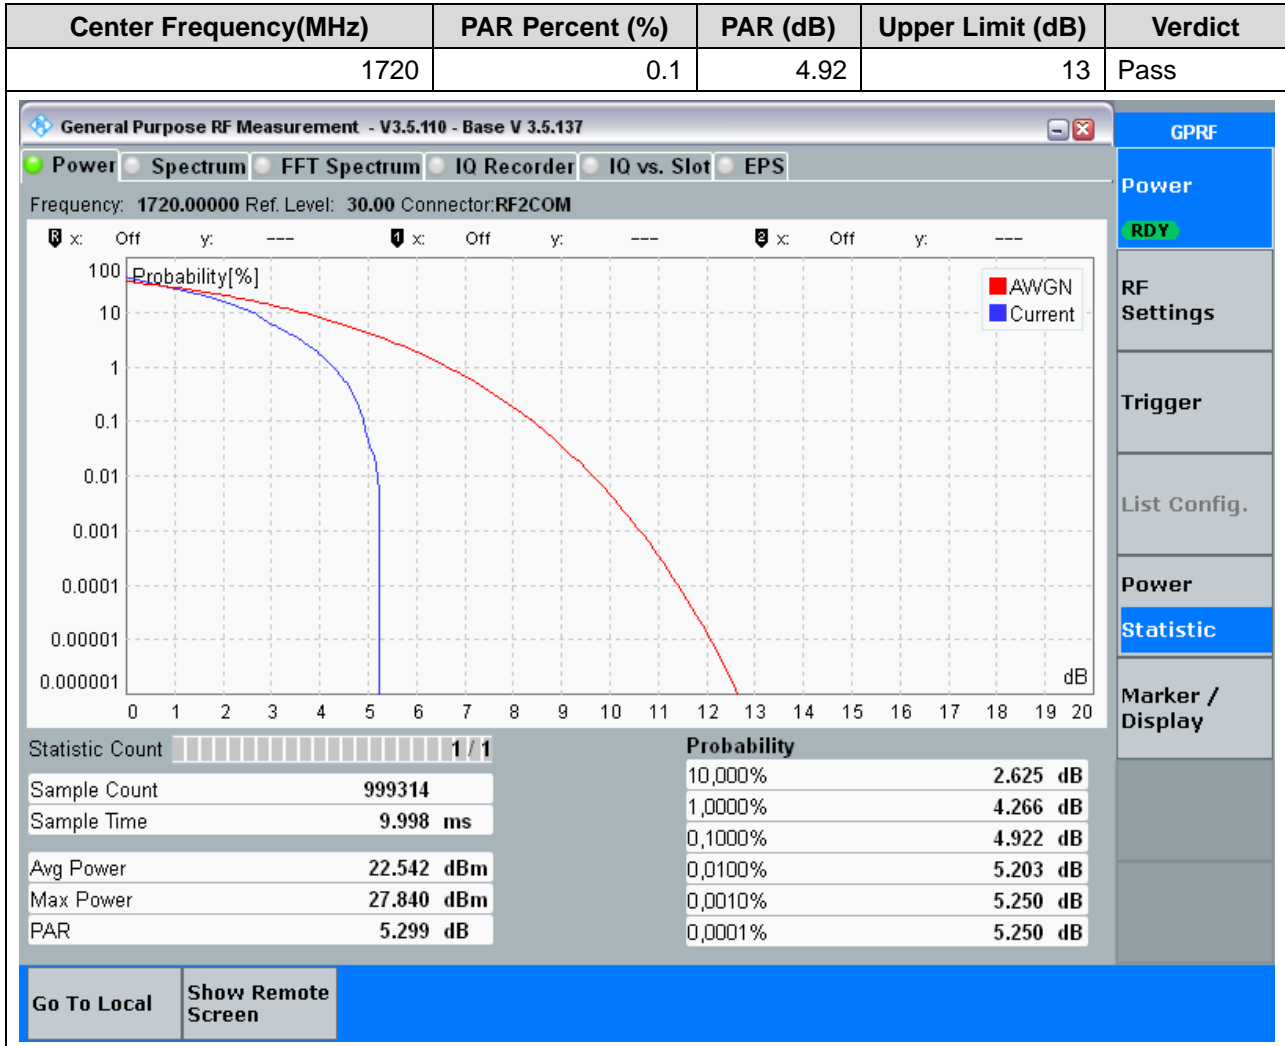 Center Frequency(MHz) PAR Percent (%) PAR (dB) Upper Limit (dB) Verdict
1720 0.1 4.92 13 Pass
General Purpose RF Measurement - V3.5.110 - Base V 3.5.137
GPRF
Power Spectrum FFT Spectrum IQ Recorder IQ vs. Slot EPS
Frequency: 1720.00000 Ref. Level: 30.00 Connector:RF2COM
R x: Off y: --- 1 x: Off y: --- 2 x: Off y: ---
Probability[%]
AWGN
Current
100
10
1
0.1
0.01
0.001
0.0001
0.00001
0.000001
dB
0 1 2 3 4 5 6 7 8 9 10 11 12 13 14 15 16 17 18 19 20
Statistic Count 1 / 1
Sample Count 999314
Sample Time 9.998 ms
Avg Power 22.542 dBm
Max Power 27.840 dBm
PAR 5.299 dB
Probability
10,000% 2.625 dB
1,0000% 4.266 dB
0,1000% 4.922 dB
0,0100% 5.203 dB
0,0010% 5.250 dB
0,0001% 5.250 dB
Power
RDY
RF
Settings
Trigger
List Config.
Power
Statistic
Marker /
Display
Go To Local
Show Remote
Screen